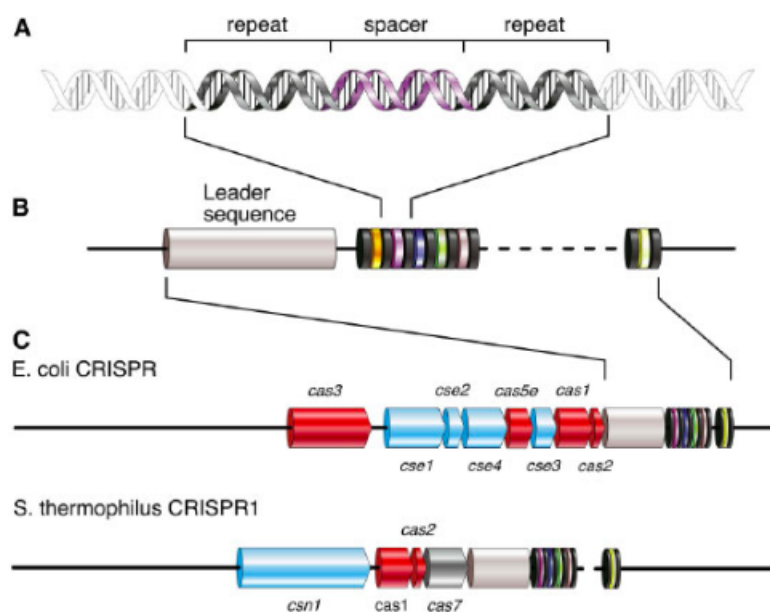 A
repeat spacer repeat
B
Leader
sequence
C
E. coli CRISPR
cas3 cse2 cas5e cas1
cse1 cse4 cse3 cas2
S. thermophilus CRISPR1
cas2
csn1 cas1 cas7